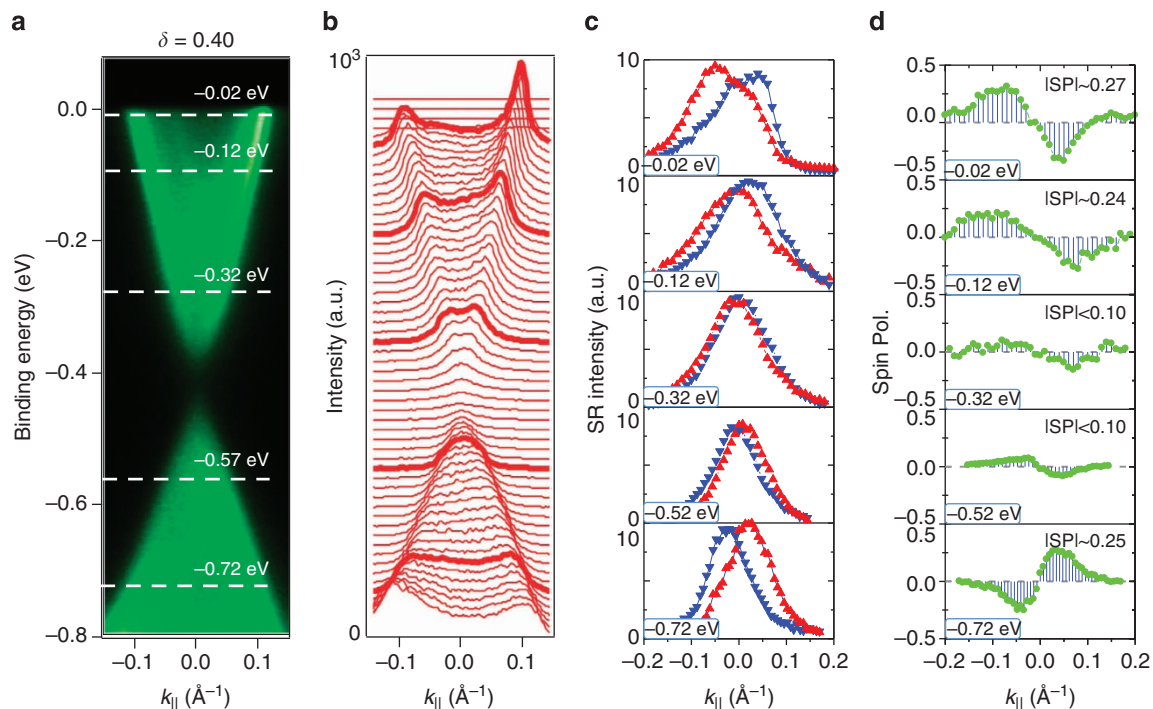 a
δ = 0.40
Binding energy (eV)
0.0
−0.2
−0.4
−0.6
−0.8
−0.02 eV
−0.12 eV
−0.32 eV
−0.57 eV
−0.72 eV
−0.1
0.0
0.1
k|| (Å−1)
b
10³
Intensity (a.u.)
0
−0.1
0.0
0.1
k|| (Å−1)
c
SR intensity (a.u.)
10
0
−0.02 eV
10
0
−0.12 eV
10
0
−0.32 eV
10
0
−0.52 eV
10
0
−0.72 eV
−0.2
−0.1
0.0
0.1
0.2
k|| (Å−1)
d
Spin Pol.
0.5
0.0
−0.5
|SP|~0.27
−0.02 eV
0.0
−0.5
|SP|~0.24
−0.12 eV
0.5
0.0
−0.5
|SP|<0.10
−0.32 eV
0.0
−0.5
|SP|<0.10
−0.52 eV
0.0
−0.5
|SP|~0.25
−0.72 eV
−0.2
−0.1
0.0
0.1
0.2
k|| (Å−1)